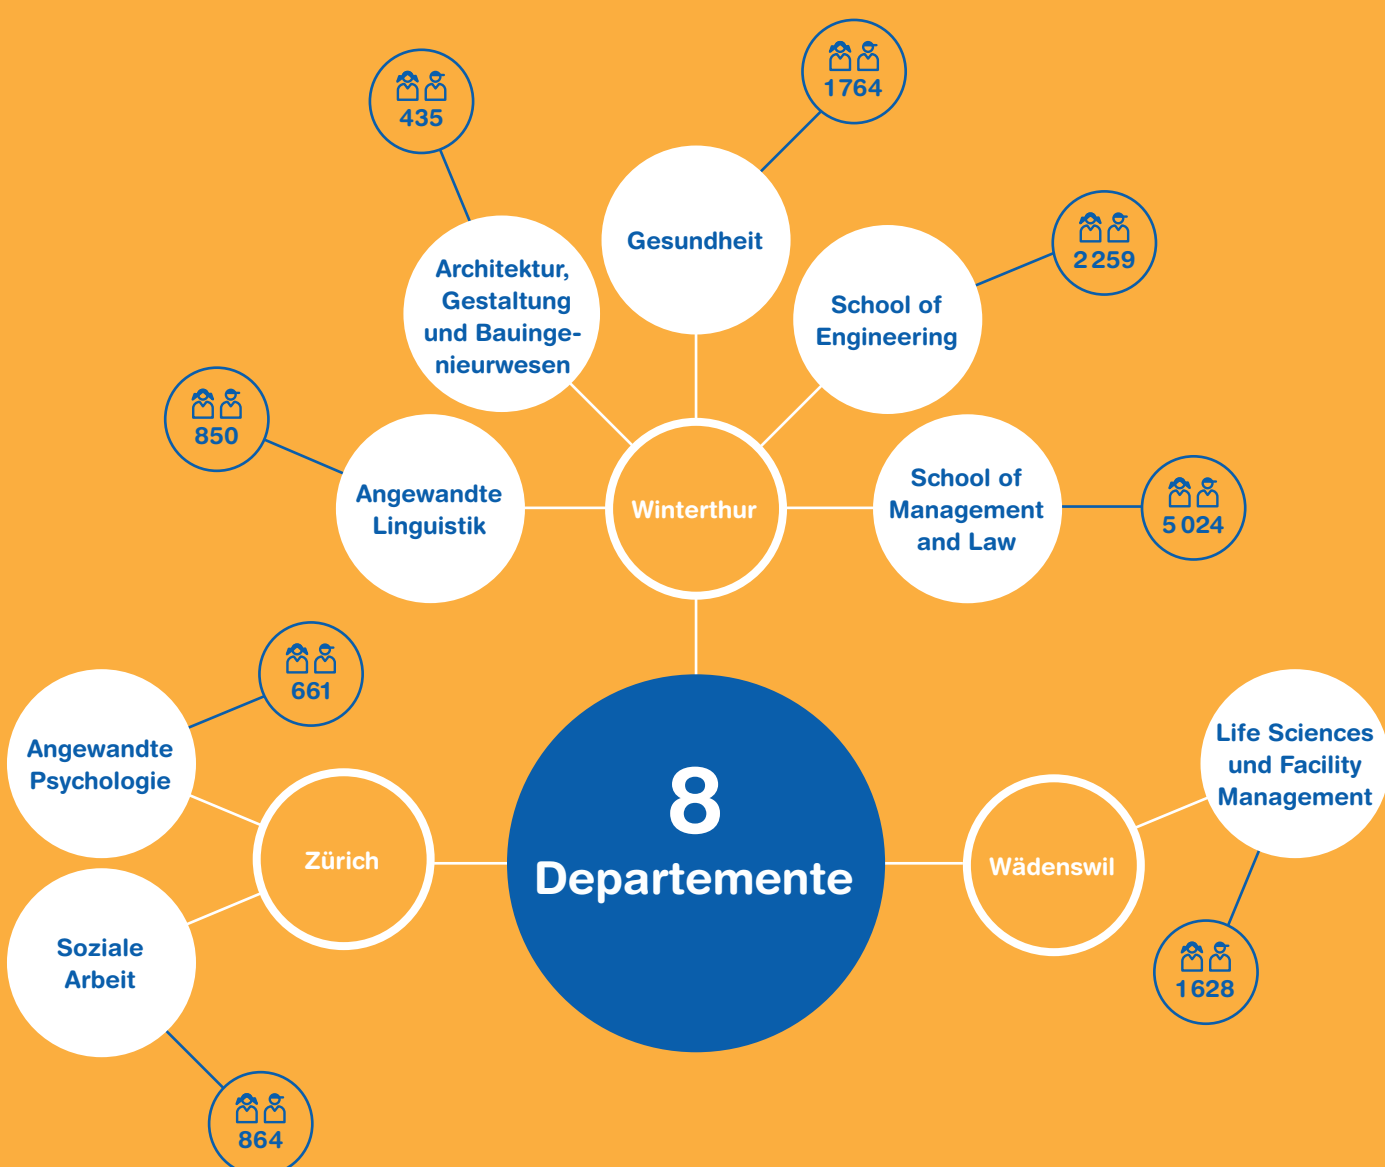 1764
435
Gesundheit
2 259
Architektur,
Gestaltung
und Bauinge-
nieurwesen
School of
Engineering
850
Angewandte
Linguistik
Winterthur
School of
Management
and Law
5 024
661
Angewandte
Psychologie
Zürich
8
Departemente
Wädenswil
Life Sciences
und Facility
Management
Soziale
Arbeit
1628
864